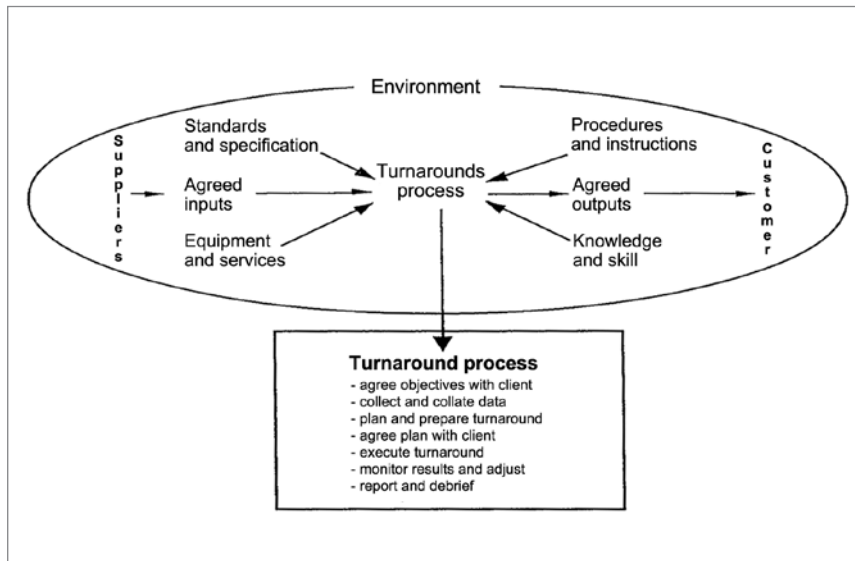 Environment
Suppliers
Standards
and specification
Agreed
inputs
Equipment
and services
Turnarounds
process
Procedures
and instructions
Agreed
outputs
Knowledge
and skill
Customer
Turnaround process
- agree objectives with client
- collect and collate data
- plan and prepare turnaround
- agree plan with client
- execute turnaround
- monitor results and adjust
- report and debrief